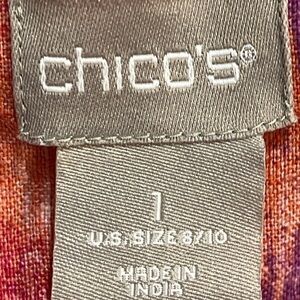 chico's®
1
U.S. SIZE 8/10
MADE IN
INDIA